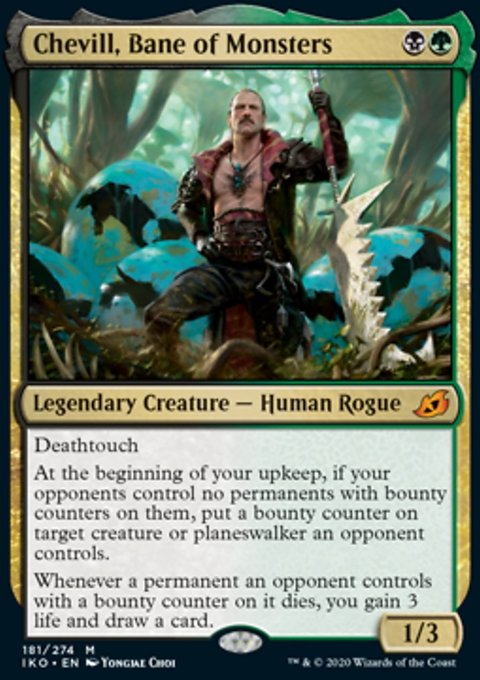 Chevill, Bane of Monsters
Legendary Creature — Human Rogue
Deathtouch
At the beginning of your upkeep, if your
opponents control no permanents with bounty
counters on them, put a bounty counter on
target creature or planeswalker an opponent
controls.
Whenever a permanent an opponent controls
with a bounty counter on it dies, you gain 3
life and draw a card.
1/3
181/274 M
IKO • EN Yongjae Choi
™ & © 2020 Wizards of the Coast